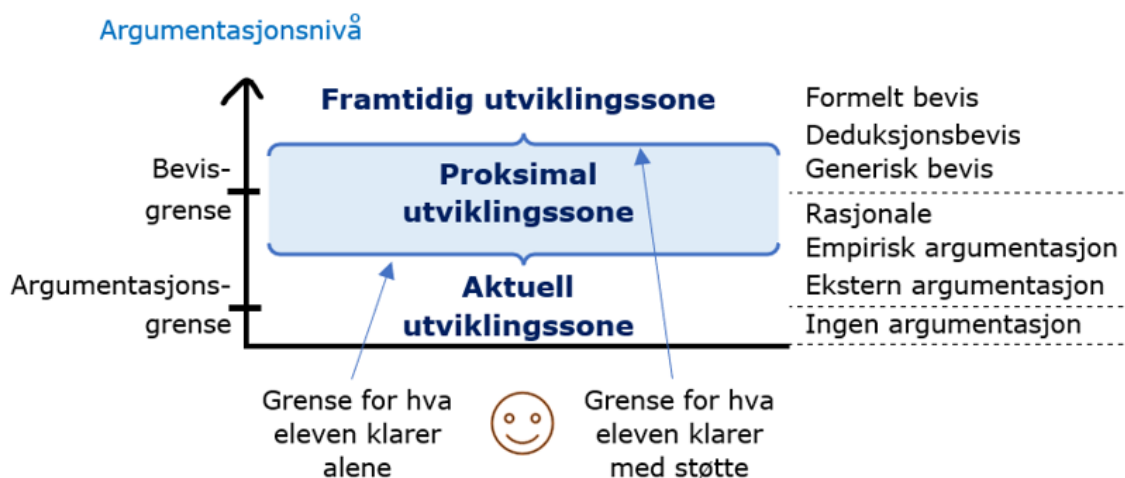 Argumentasjonsnivå
Framtidig utviklingssone
Proksimal
utviklingssone
Aktuell
utviklingssone
Bevis-
grense
Argumentasjons-
grense
Formelt bevis
Deduksjonsbevis
Generisk bevis
Rasjonale
Empirisk argumentasjon
Ekstern argumentasjon
Ingen argumentasjon
Grense for hva
eleven klarer
alene
Grense for hva
eleven klarer
med støtte